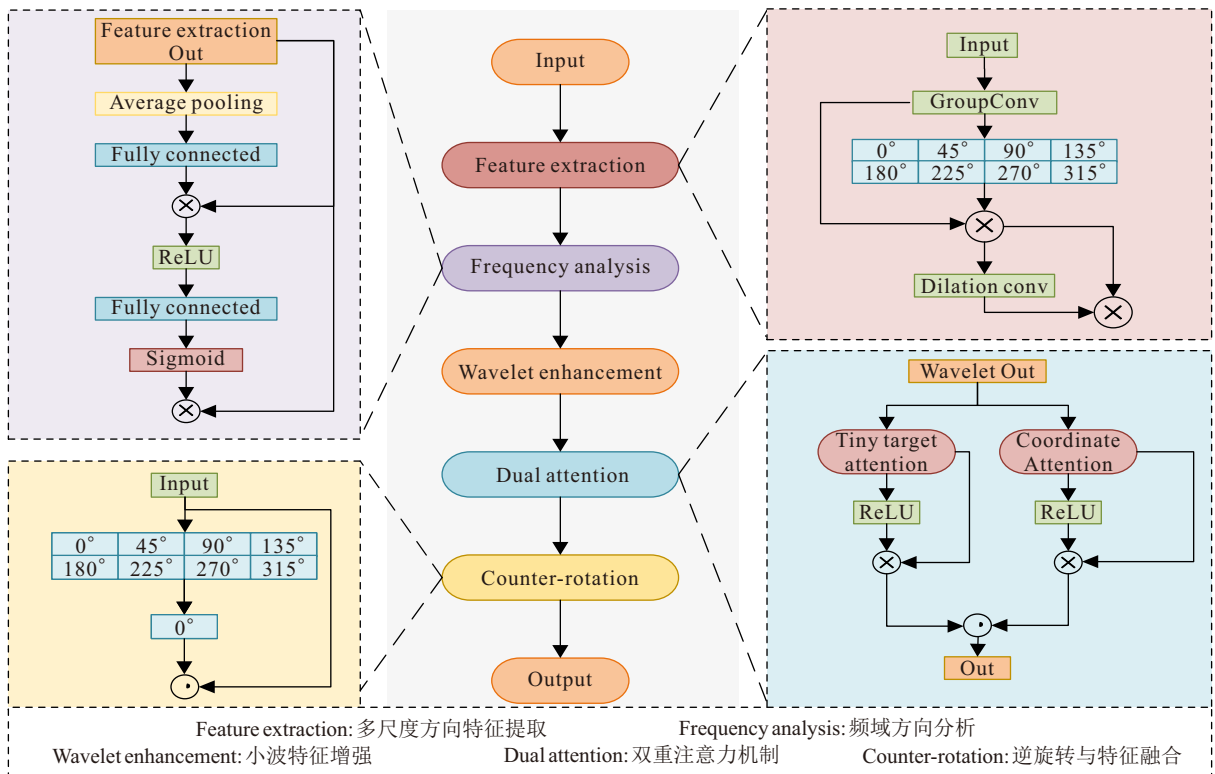 Feature extraction
Out
Average pooling
Fully connected
ReLU
Fully connected
Sigmoid
Input
0° 45° 90° 135°
180° 225° 270° 315°
0°
Input
Feature extraction
Frequency analysis
Wavelet enhancement
Dual attention
Counter-rotation
Output
Input
GroupConv
0° 45° 90° 135°
180° 225° 270° 315°
Dilation conv
Wavelet Out
Tiny target
attention
ReLU
Coordinate
Attention
ReLU
Out
Feature extraction: 多尺度方向特征提取 Frequency analysis: 频域方向分析
Wavelet enhancement: 小波特征增强 Dual attention: 双重注意力机制 Counter-rotation: 逆旋转与特征融合